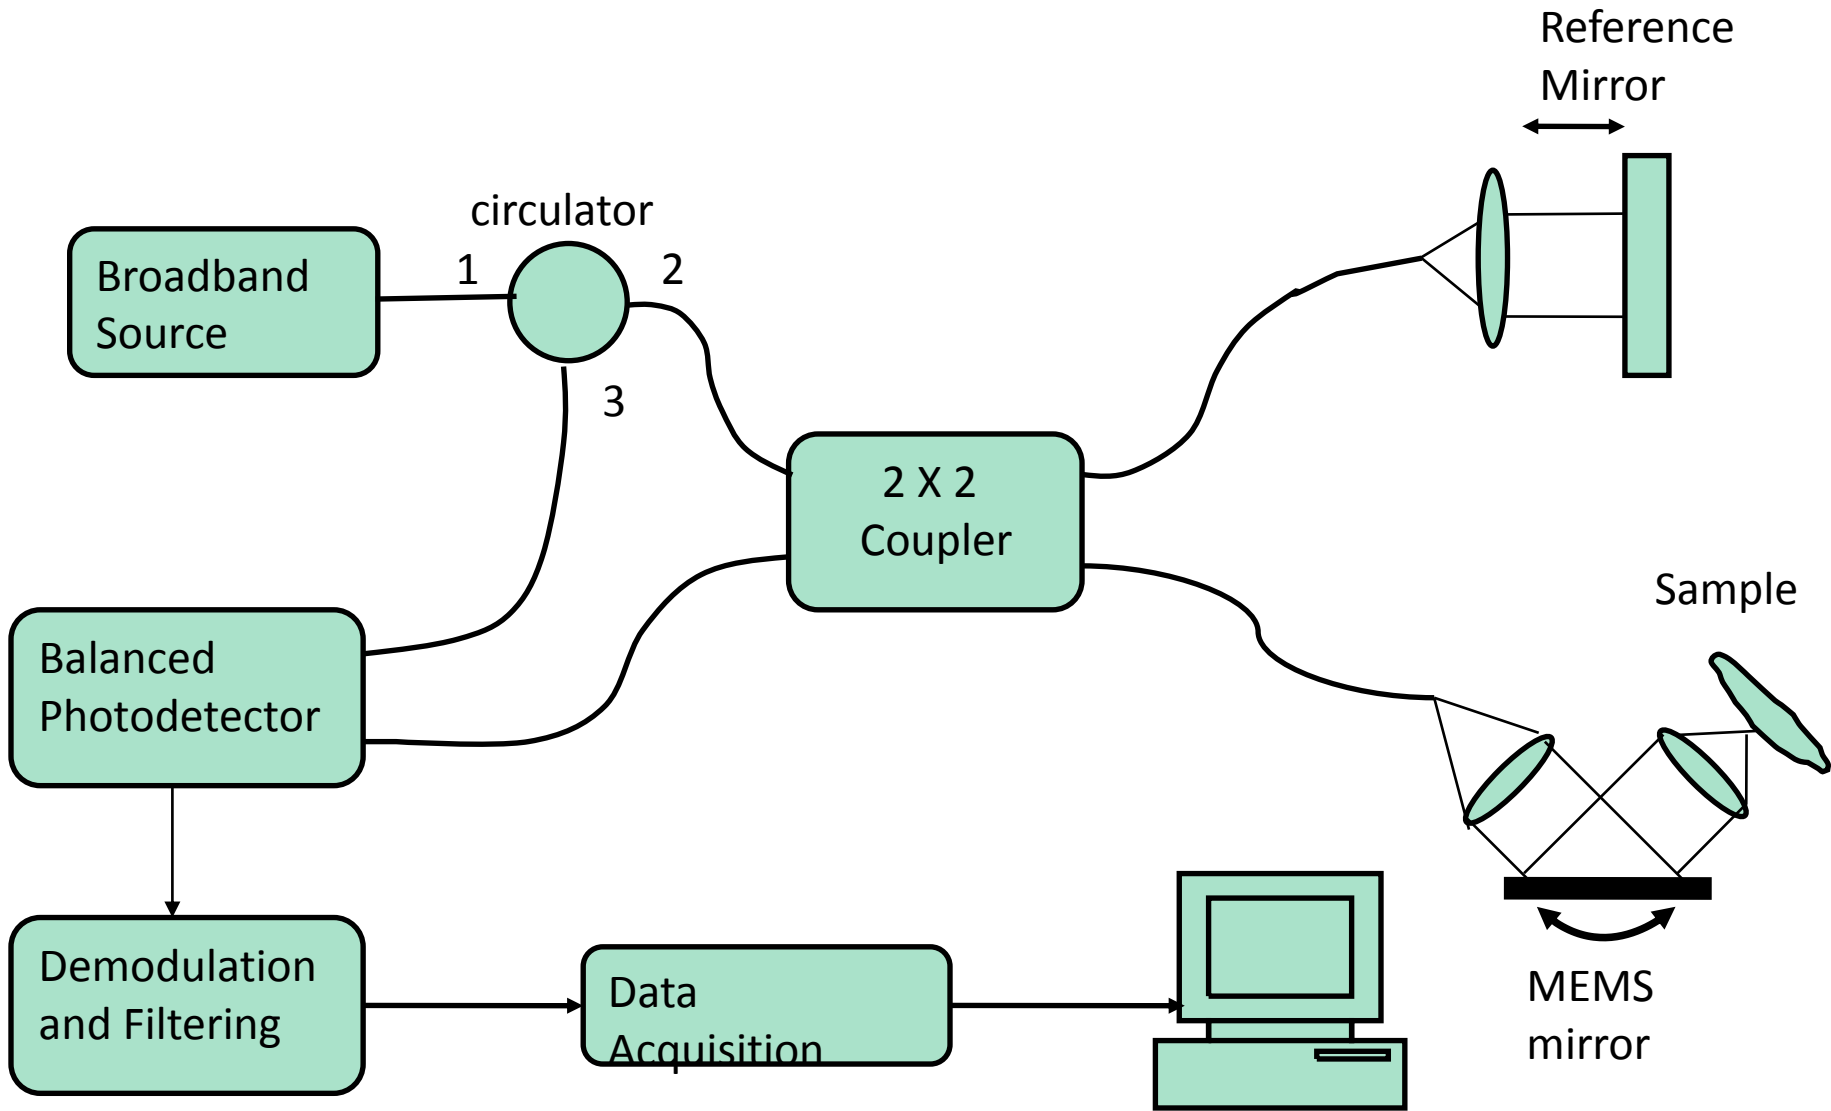 Reference
Mirror
circulator
1
2
3
Broadband
Source
2 X 2
Coupler
Sample
Balanced
Photodetector
Demodulation
and Filtering
Data
Acquisition
MEMS
mirror